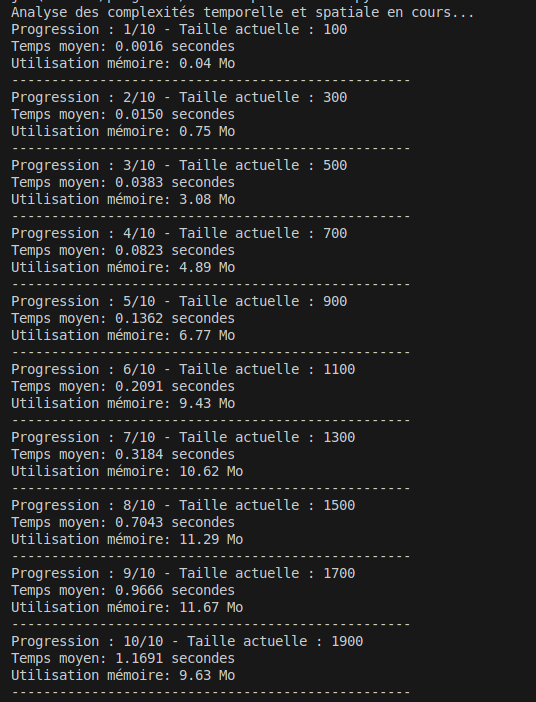 Analyse des complexités temporelle et spatiale en cours...
Progression : 1/10 - Taille actuelle : 100
Temps moyen: 0.0016 secondes
Utilisation mémoire: 0.04 Mo
--------------------------------------------------
Progression : 2/10 - Taille actuelle : 300
Temps moyen: 0.0150 secondes
Utilisation mémoire: 0.75 Mo
--------------------------------------------------
Progression : 3/10 - Taille actuelle : 500
Temps moyen: 0.0383 secondes
Utilisation mémoire: 3.08 Mo
--------------------------------------------------
Progression : 4/10 - Taille actuelle : 700
Temps moyen: 0.0823 secondes
Utilisation mémoire: 4.89 Mo
--------------------------------------------------
Progression : 5/10 - Taille actuelle : 900
Temps moyen: 0.1362 secondes
Utilisation mémoire: 6.77 Mo
--------------------------------------------------
Progression : 6/10 - Taille actuelle : 1100
Temps moyen: 0.2091 secondes
Utilisation mémoire: 9.43 Mo
--------------------------------------------------
Progression : 7/10 - Taille actuelle : 1300
Temps moyen: 0.3184 secondes
Utilisation mémoire: 10.62 Mo
--------------------------------------------------
Progression : 8/10 - Taille actuelle : 1500
Temps moyen: 0.7043 secondes
Utilisation mémoire: 11.29 Mo
--------------------------------------------------
Progression : 9/10 - Taille actuelle : 1700
Temps moyen: 0.9666 secondes
Utilisation mémoire: 11.67 Mo
--------------------------------------------------
Progression : 10/10 - Taille actuelle : 1900
Temps moyen: 1.1691 secondes
Utilisation mémoire: 9.63 Mo
--------------------------------------------------